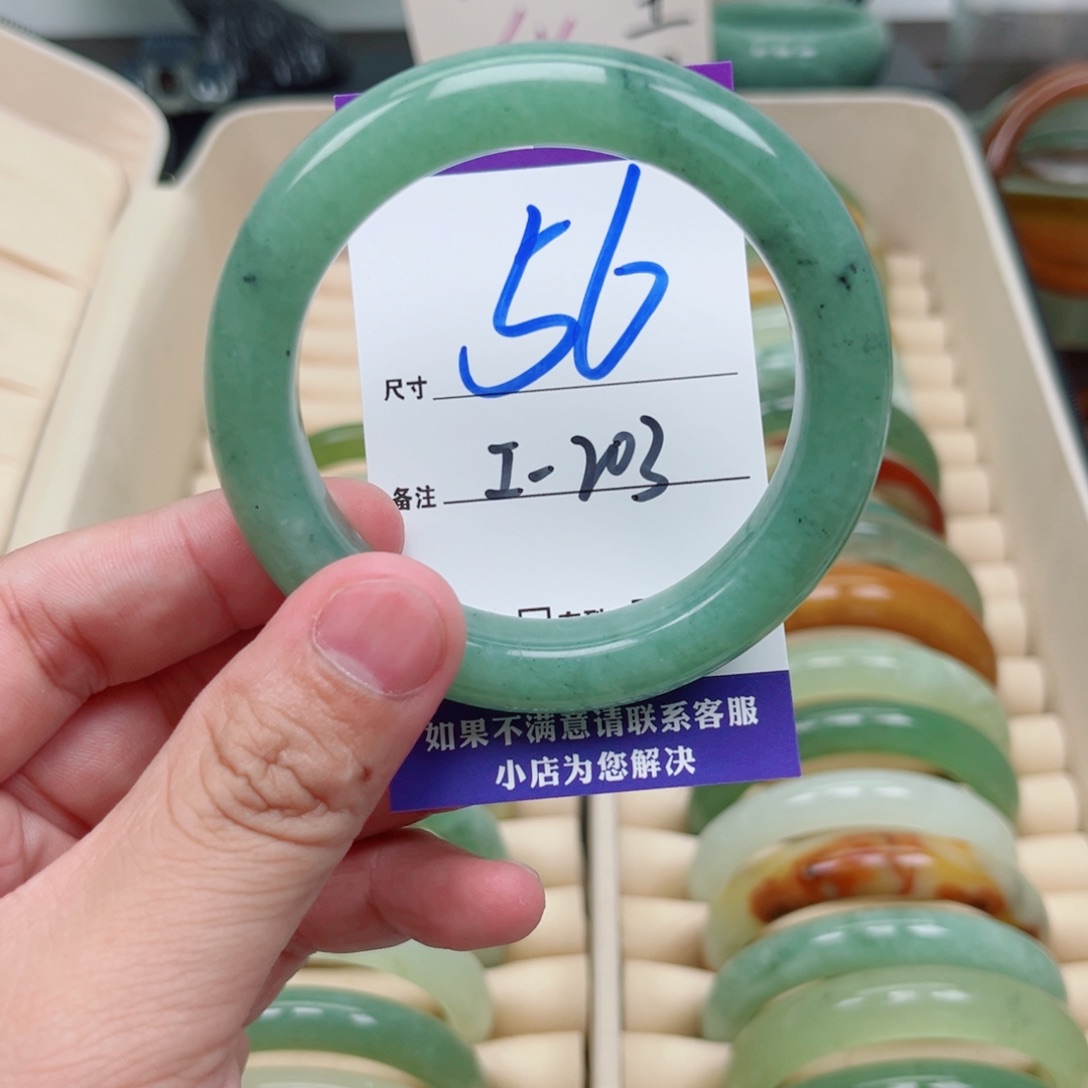 尺寸 56
备注 I-203
如果不满意请联系客服
小店为您解决